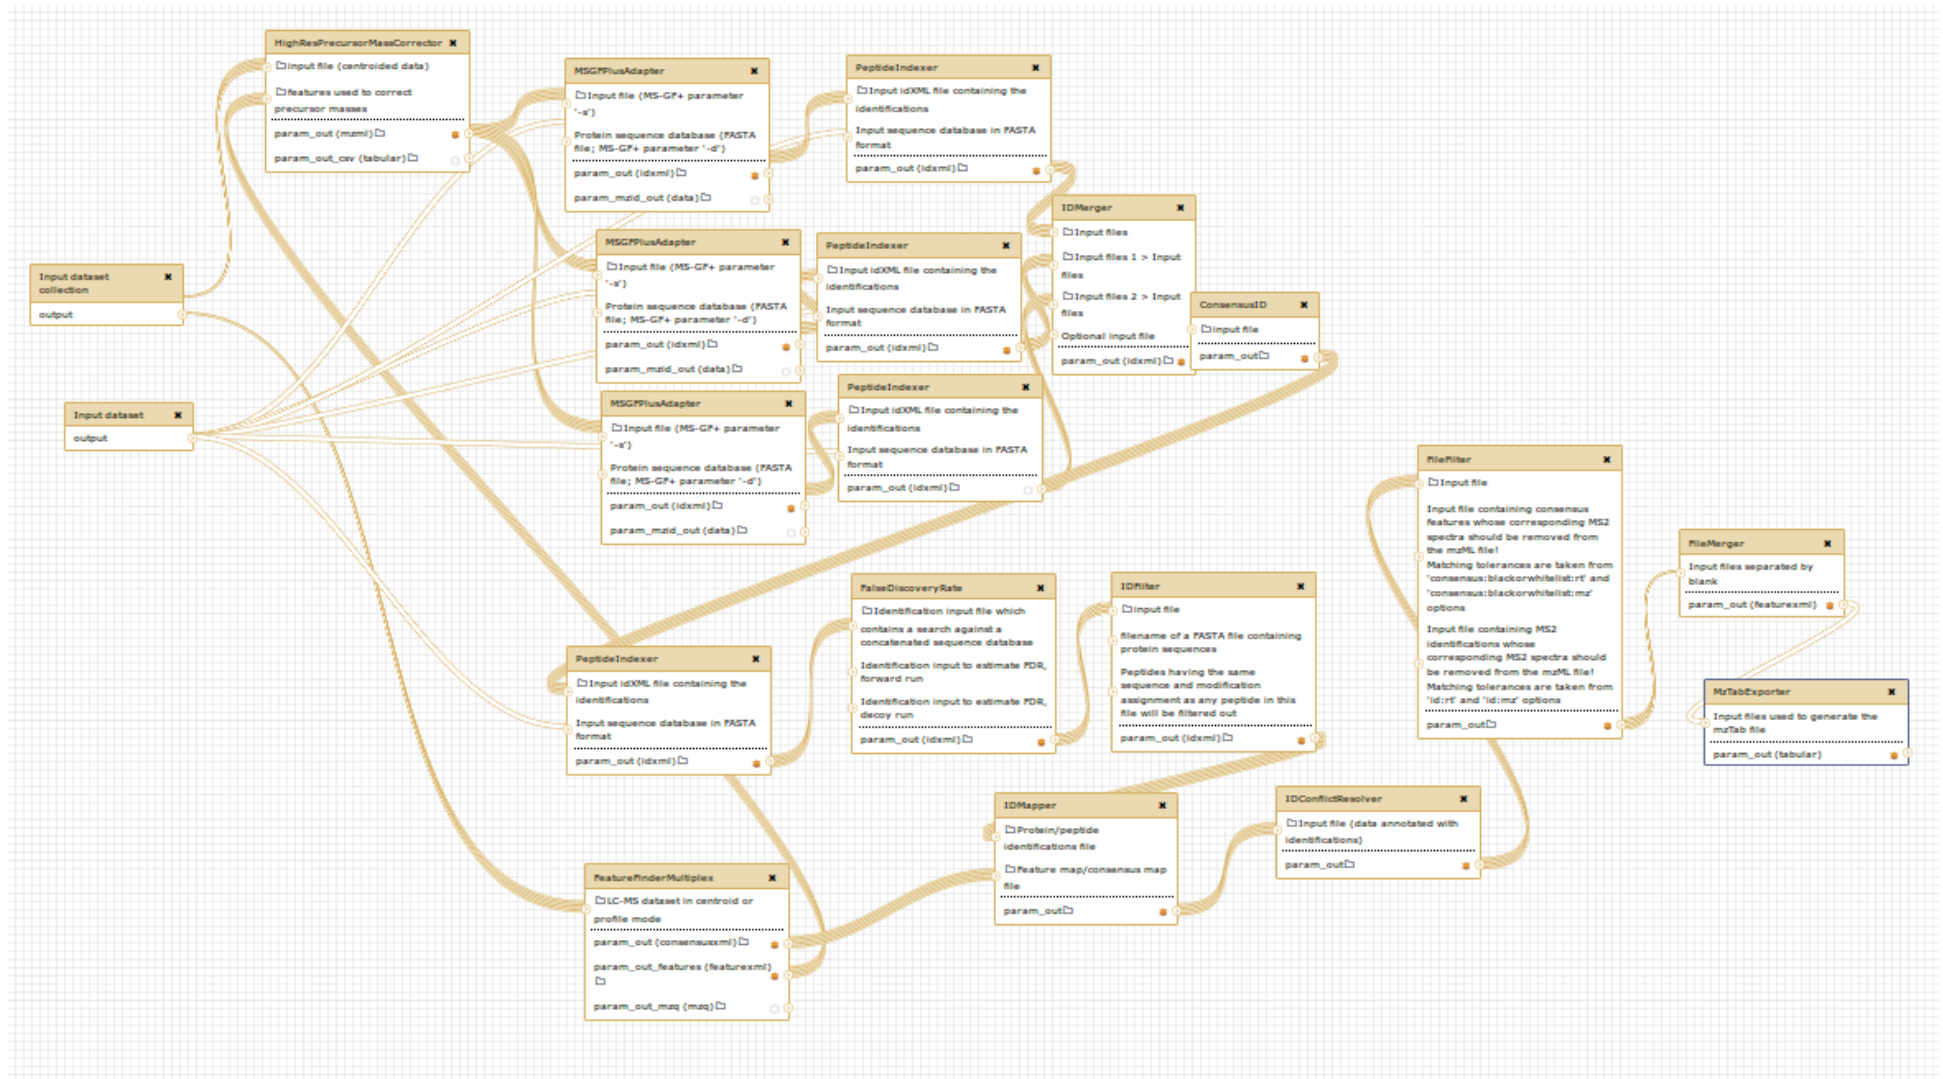 HighResPrecursorMassCorrector
input file (centroided data)
features used to correct
precursor masses
param_out (mzml)
param_out_csv (tabular)
MSGFPlusAdapter
Input file (MS-GF+ parameter
'-s')
Protein sequence database (FASTA
file; MS-GF+ parameter '-d')
param_out (idxml)
param_mzid_out (data)
PeptideIndexer
Input idXML file containing the
identifications
Input sequence database in FASTA
format
param_out (idxml)
IDMerger
Input files
Input files 1 > Input
files
Input files 2 > Input
files
Optional input file
param_out (idxml)
MSGFPlusAdapter
Input file (MS-GF+ parameter
'-s')
Protein sequence database (FASTA
file; MS-GF+ parameter '-d')
param_out (idxml)
param_mzid_out (data)
PeptideIndexer
Input idXML file containing the
identifications
Input sequence database in FASTA
format
param_out (idxml)
ConsensusID
input file
param_out
Input dataset
collection
output
Input dataset
output
MSGFPlusAdapter
Input file (MS-GF+ parameter
'-s')
Protein sequence database (FASTA
file; MS-GF+ parameter '-d')
param_out (idxml)
param_mzid_out (data)
PeptideIndexer
Input idXML file containing the
identifications
Input sequence database in FASTA
format
param_out (idxml)
FileFilter
Input file
Input file containing consensus
features whose corresponding MS2
spectra should be removed from
the mzML file!
Matching tolerances are taken from
'consensus:blackorwhitelist:rt' and
'consensus:blackorwhitelist:mz'
options
Input file containing MS2
identifications whose
corresponding MS2 spectra should
be removed from the mzML file!
Matching tolerances are taken from
'id:rt' and 'id:mz' options
param_out
FileMerger
Input files separated by
blank
param_out (featurexml)
MzTabExporter
Input files used to generate the
mzTab file
param_out (tabular)
PeptideIndexer
Input idXML file containing the
identifications
Input sequence database in FASTA
format
param_out (idxml)
FalseDiscoveryRate
Identification input file which
contains a search against a
concatenated sequence database
Identification input to estimate FDR,
forward run
Identification input to estimate FDR,
decoy run
param_out (idxml)
IDFilter
input file
filename of a FASTA file containing
protein sequences
Peptides having the same
sequence and modification
assignment as any peptide in this
file will be filtered out
param_out (idxml)
IDMapper
Protein/peptide
identifications file
Feature map/consensus map
file
param_out
IDConflictResolver
Input file (data annotated with
identifications)
param_out
FeatureFinderMultiplex
LC-MS dataset in centroid or
profile mode
param_out (consensusxml)
param_out_features (featurexml)
param_out_mzq (mzq)